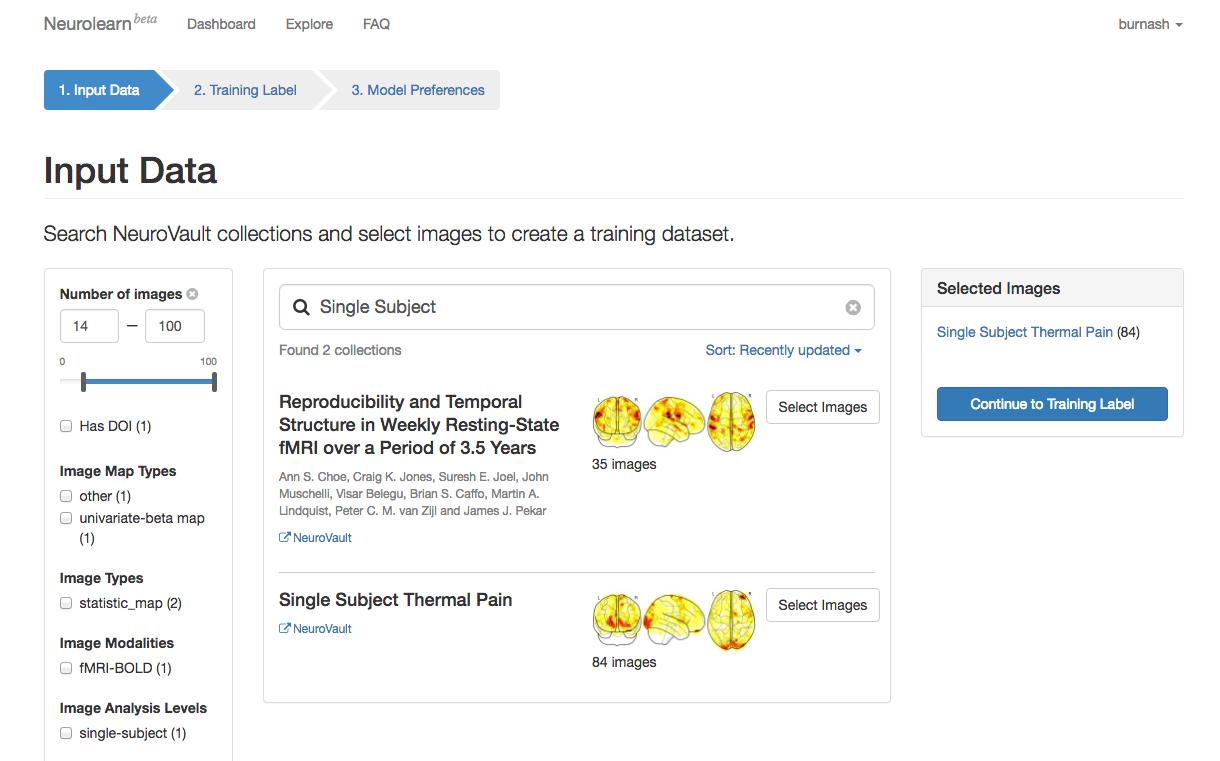 Neurolearn beta Dashboard Explore FAQ burnash
1. Input Data 2. Training Label 3. Model Preferences
Input Data
Search NeuroVault collections and select images to create a training dataset.
Number of images
14 – 100
0 100
Has DOI (1)
Image Map Types
other (1)
univariate-beta map
(1)
Image Types
statistic_map (2)
Image Modalities
fMRI-BOLD (1)
Image Analysis Levels
single-subject (1)
Single Subject
Found 2 collections Sort: Recently updated
Reproducibility and Temporal
Structure in Weekly Resting-State
fMRI over a Period of 3.5 Years
Ann S. Choe, Craig K. Jones, Suresh E. Joel, John
Muschelli, Visar Belegu, Brian S. Caffo, Martin A.
Lindquist, Peter C. M. van Zijl and James J. Pekar
NeuroVault
L R L R
35 images
Select Images
Single Subject Thermal Pain
NeuroVault
L R L R
84 images
Select Images
Selected Images
Single Subject Thermal Pain (84)
Continue to Training Label